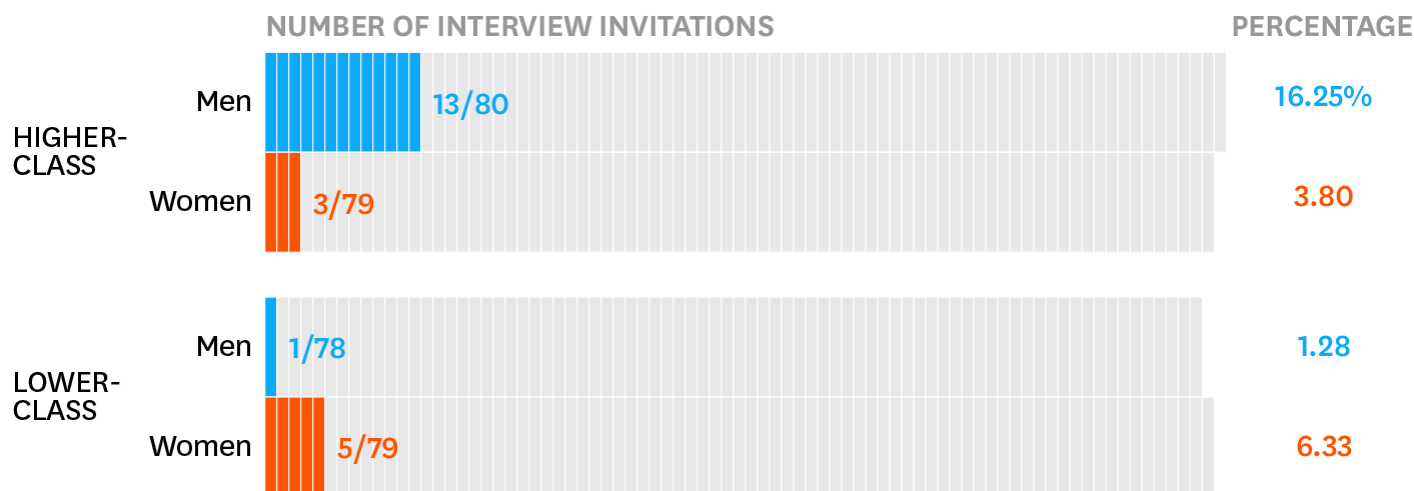 NUMBER OF INTERVIEW INVITATIONS PERCENTAGE
HIGHER-
CLASS
Men 13/80 16.25%
Women 3/79 3.80
LOWER-
CLASS
Men 1/78 1.28
Women 5/79 6.33